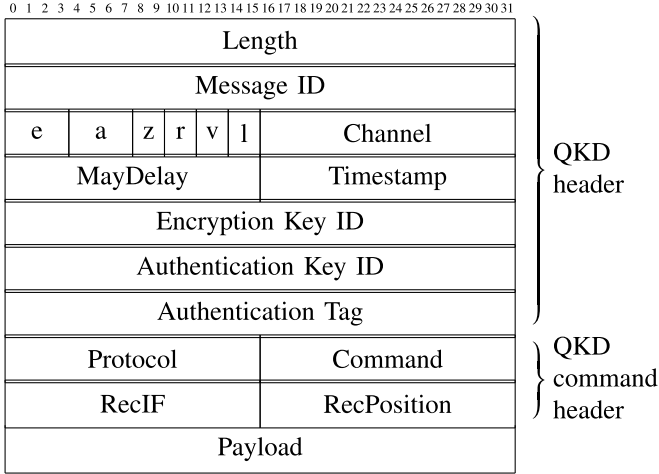 0 1 2 3 4 5 6 7 8 9 10 11 12 13 14 15 16 17 18 19 20 21 22 23 24 25 26 27 28 29 30 31
Length
Message ID
e a z r v l Channel
MayDelay Timestamp
Encryption Key ID
Authentication Key ID
Authentication Tag
QKD
header
Protocol Command
RecIF RecPosition
QKD
command
header
Payload